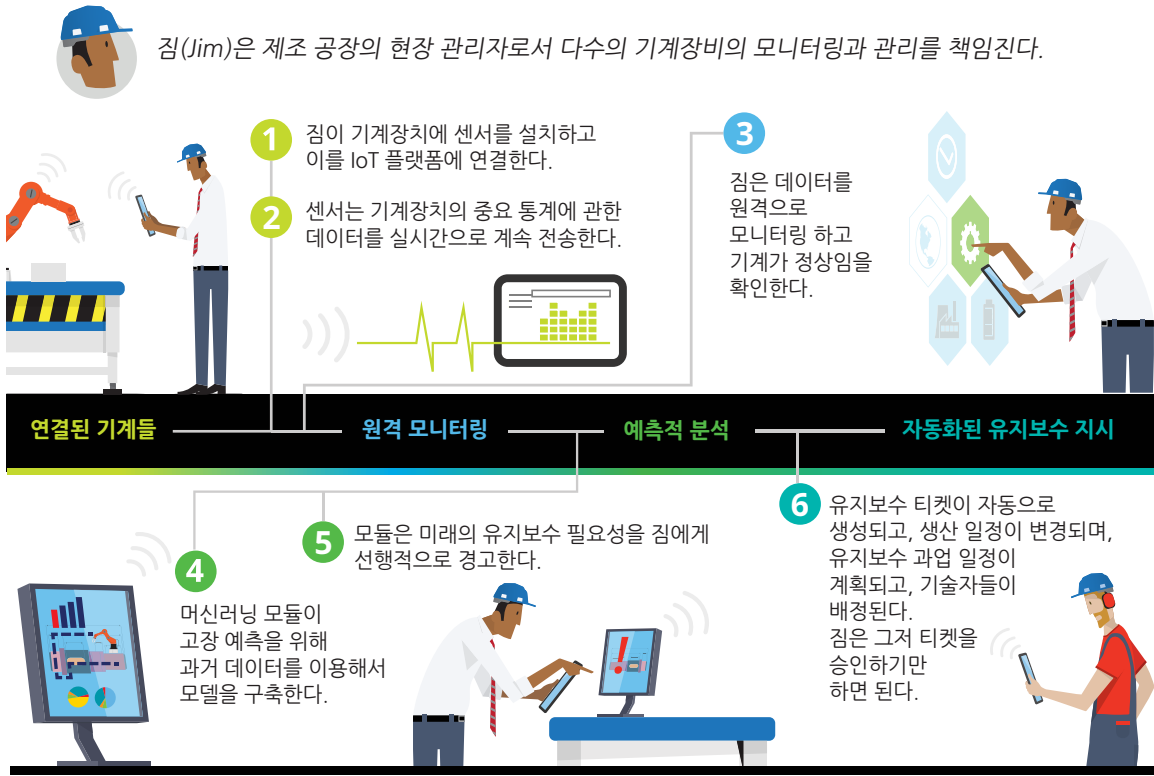 짐(Jim)은 제조 공장의 현장 관리자로서 다수의 기계장비의 모니터링과 관리를 책임진다.
1
짐이 기계장치에 센서를 설치하고
이를 IoT 플랫폼에 연결한다.
2
센서는 기계장치의 중요 통계에 관한
데이터를 실시간으로 계속 전송한다.
3
짐은 데이터를
원격으로
모니터링 하고
기계가 정상임을
확인한다.
연결된 기계들
원격 모니터링
예측적 분석
자동화된 유지보수 지시
4
머신러닝 모듈이
고장 예측을 위해
과거 데이터를 이용해서
모델을 구축한다.
5
모듈은 미래의 유지보수 필요성을 짐에게
선행적으로 경고한다.
6
유지보수 티켓이 자동으로
생성되고, 생산 일정이 변경되며,
유지보수 과업 일정이
계획되고, 기술자들이
배정된다.
짐은 그저 티켓을
승인하기만
하면 된다.